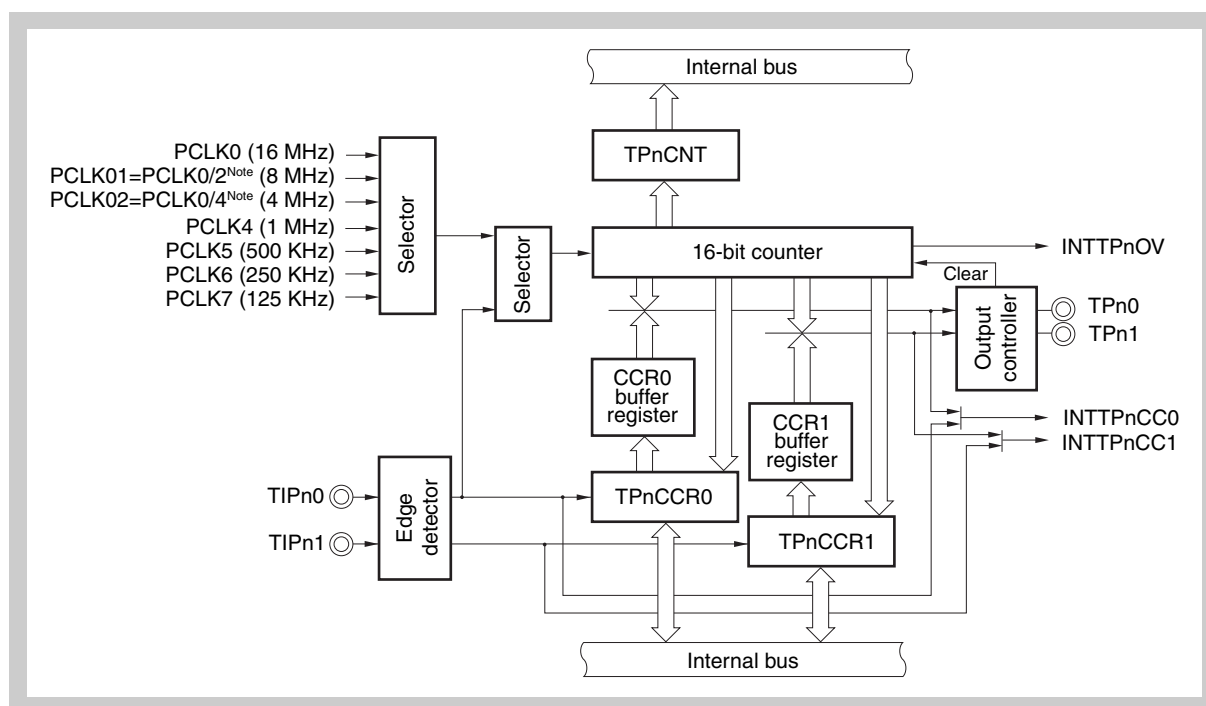 Internal bus
TPnCNT
PCLK0 (16 MHz)
PCLK01=PCLK0/2Note (8 MHz)
PCLK02=PCLK0/4Note (4 MHz)
PCLK4 (1 MHz)
PCLK5 (500 KHz)
PCLK6 (250 KHz)
PCLK7 (125 KHz)
Selector
Selector
16-bit counter
INTTPnOV
Clear
Output
controller
TPn0
TPn1
CCR0
buffer
register
CCR1
buffer
register
INTTPnCC0
INTTPnCC1
TIPn0
TIPn1
Edge
detector
TPnCCR0
TPnCCR1
Internal bus